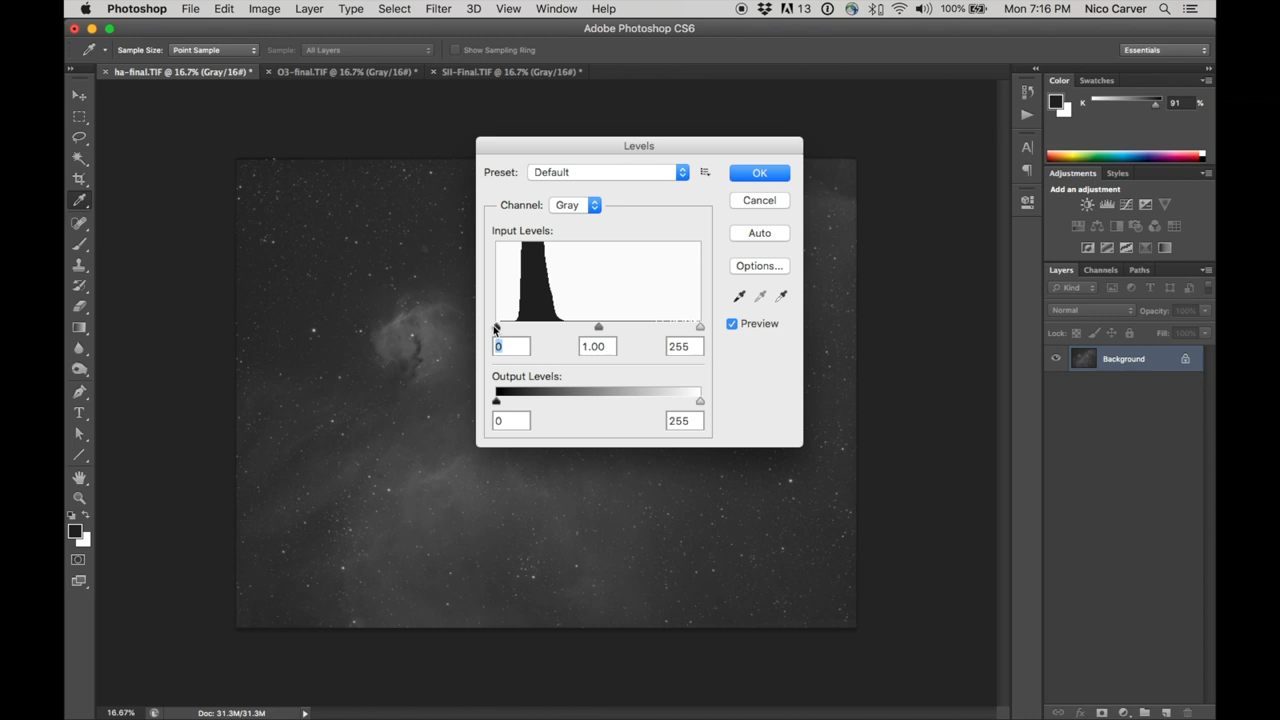 Photoshop File Edit Image Layer Type Select Filter 3D View Window Help 13 100% Mon 7:16 PM Nico Carver
Adobe Photoshop CS6
Sample Size: Point Sample Sample: All Layers Show Sampling Ring Essentials
× ha-final.TIF @ 16.7% (Gray/16#) * × O3-final.TIF @ 16.7% (Gray/16#) * × SII-Final.TIF @ 16.7% (Gray/16#) *
Color Swatches
K 91 %
Levels
Preset: Default OK
Adjustments Styles
Add an adjustment
Channel: Gray Cancel
Input Levels: Auto
Options...
Layers Channels Paths
Kind
Normal Opacity: 100%
Preview
Lock: Fill: 100%
0 1.00 255
Background
Output Levels:
0 255
16.67% Doc: 31.3M/31.3M